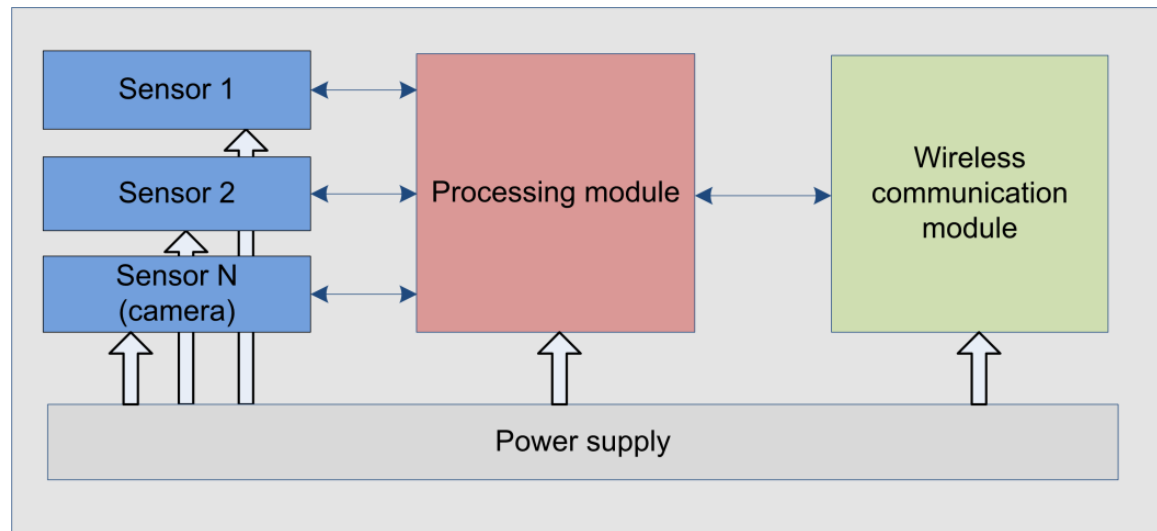 Sensor 1
Sensor 2
Sensor N
(camera)
Processing module
Wireless
communication
module
Power supply